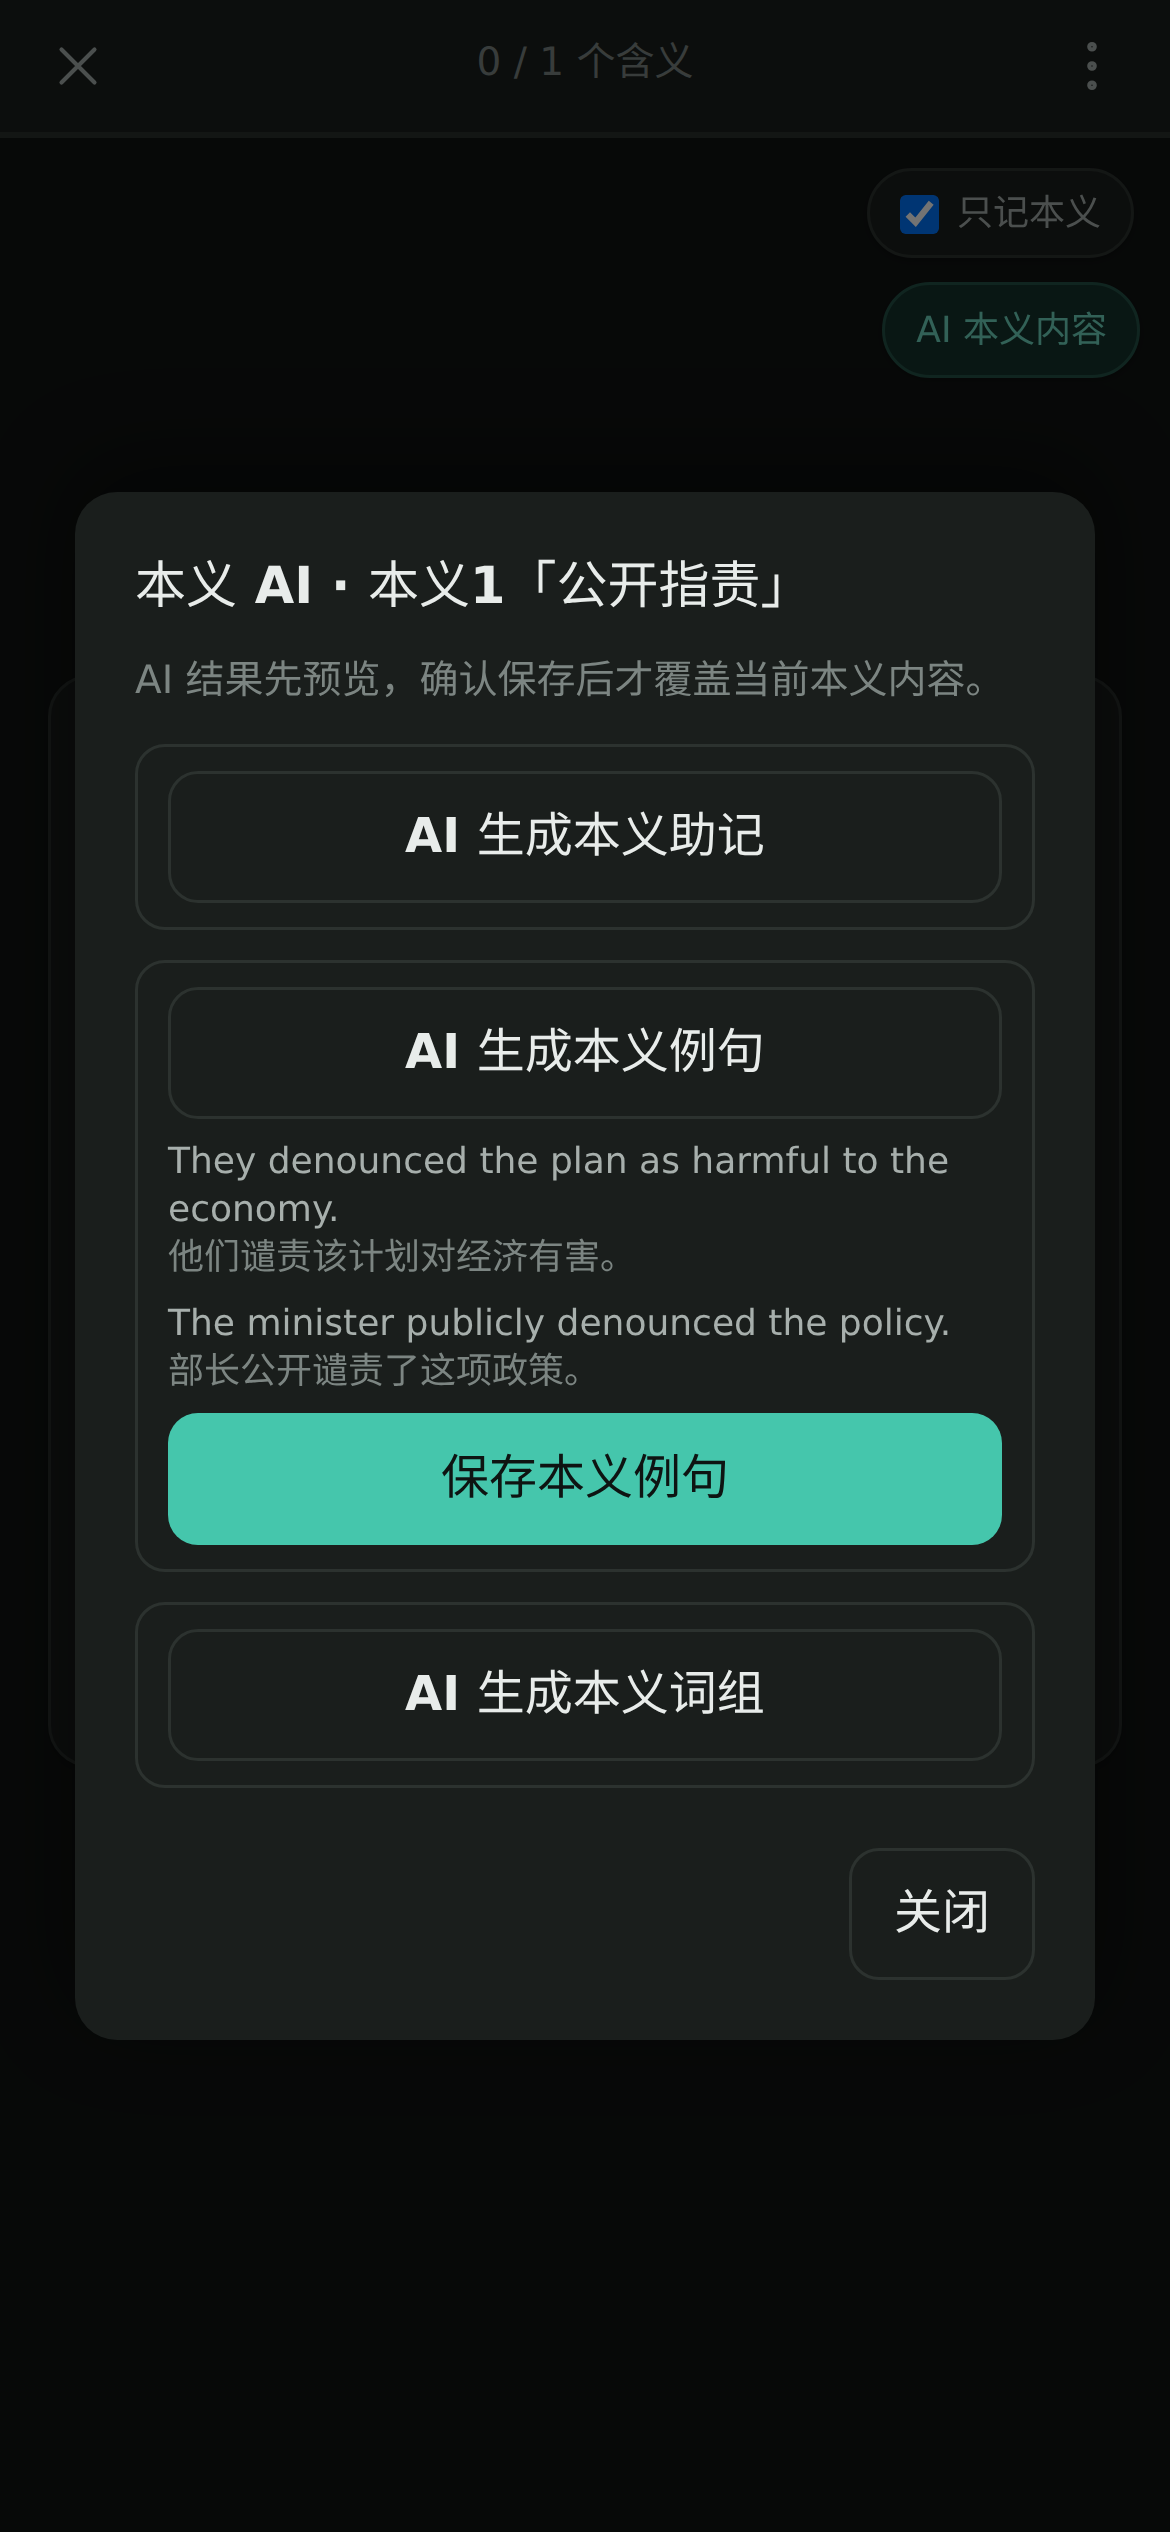 0 / 1 个含义
只记本义
AI 本义内容
本义 AI · 本义1「公开指责」
AI 结果先预览，确认保存后才覆盖当前本义内容。
AI 生成本义助记
AI 生成本义例句
They denounced the plan as harmful to the
economy.
他们谴责该计划对经济有害。
The minister publicly denounced the policy.
部长公开谴责了这项政策。
保存本义例句
AI 生成本义词组
关闭